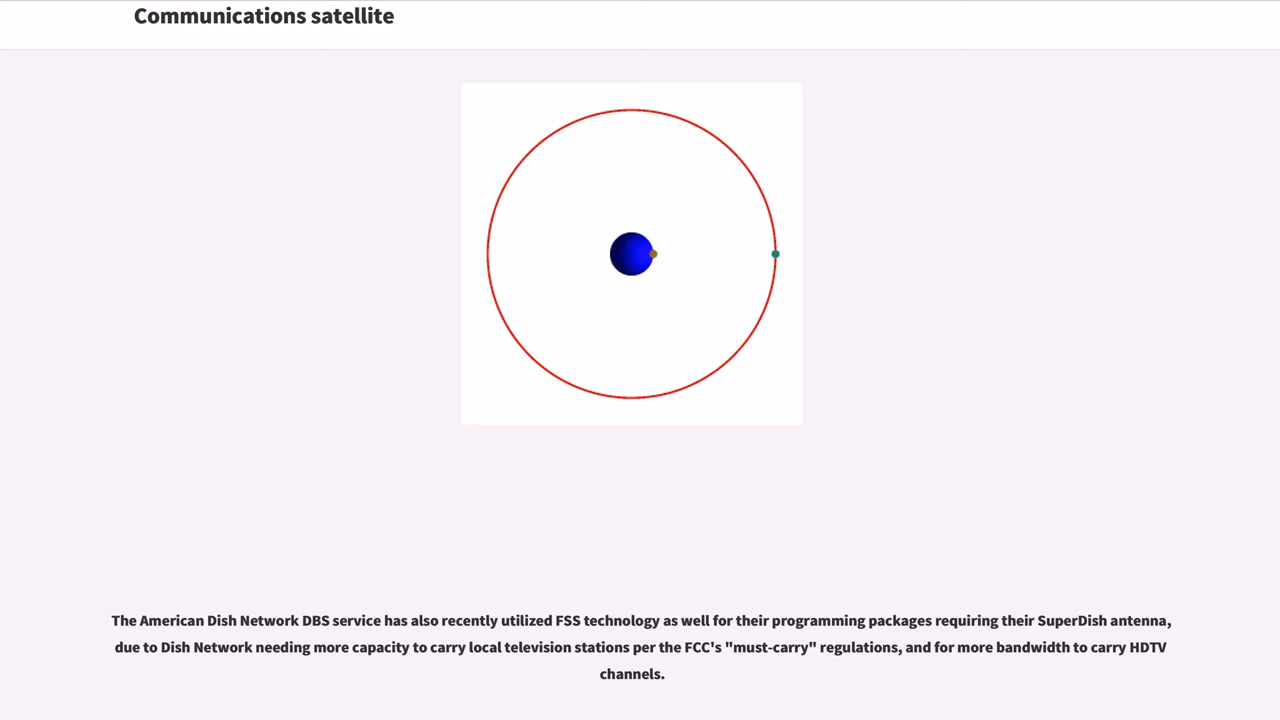 Communications satellite
The American Dish Network DBS service has also recently utilized FSS technology as well for their programming packages requiring their SuperDish antenna,
due to Dish Network needing more capacity to carry local television stations per the FCC's "must-carry" regulations, and for more bandwidth to carry HDTV
channels.